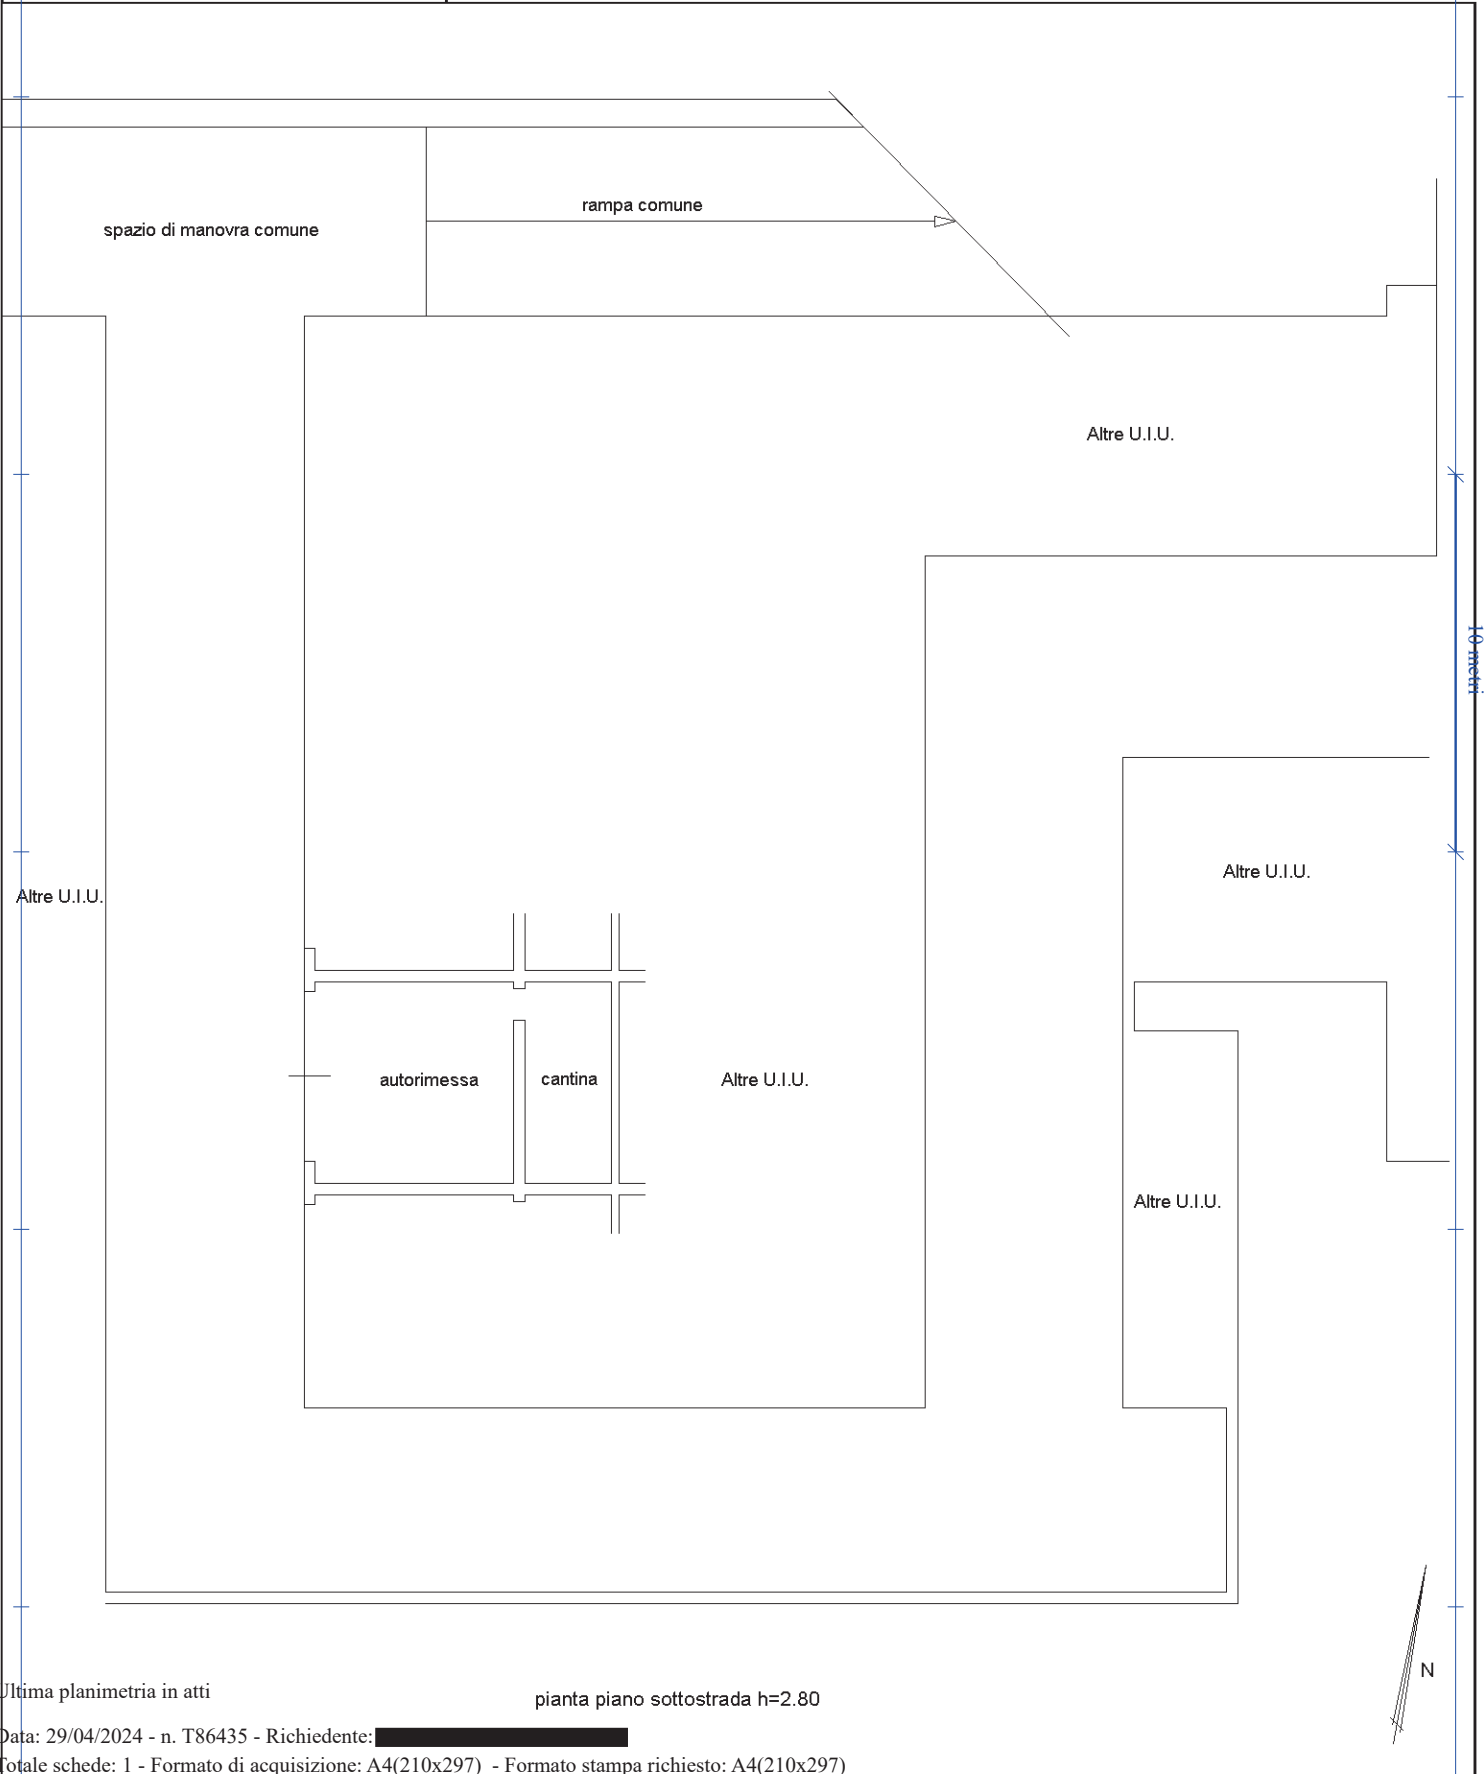 rampa comune
spazio di manovra comune
Altre U.I.U.
10 metri
Altre U.I.U.
Altre U.I.U.
autorimessa
cantina
Altre U.I.U.
Altre U.I.U.
N
Ultima planimetria in atti
pianta piano sottostrada h=2.80
Data: 29/04/2024 - n. T86435 - Richiedente:
Totale schede: 1 - Formato di acquisizione: A4(210x297) - Formato stampa richiesto: A4(210x297)